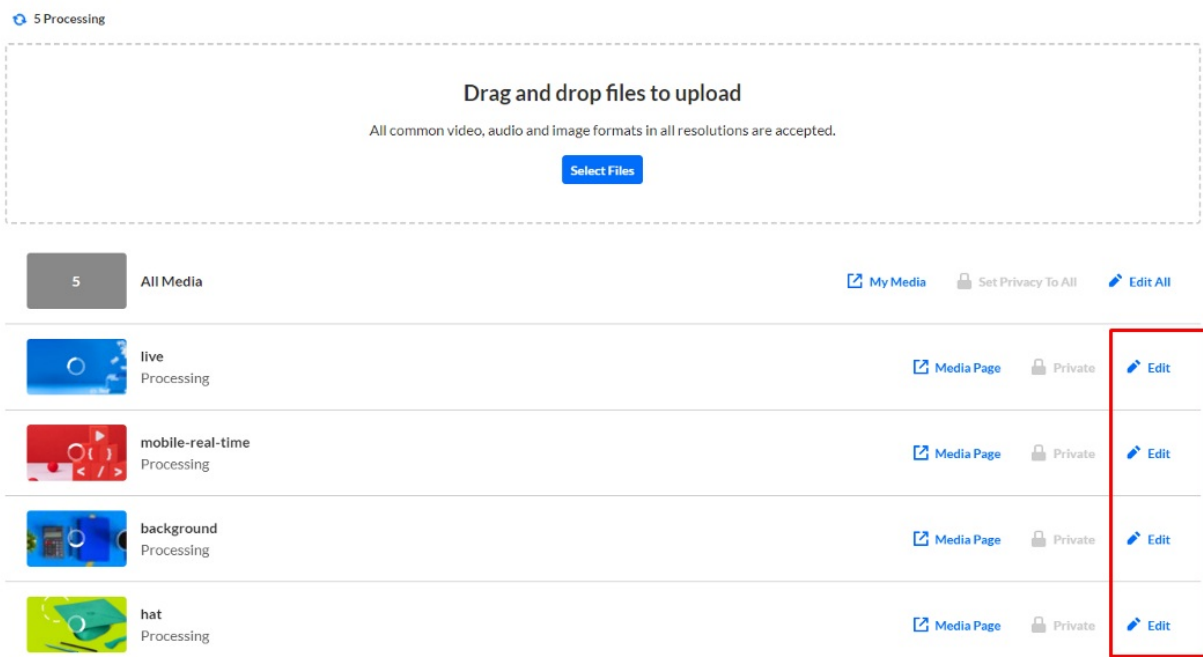 5 Processing
Drag and drop files to upload
All common video, audio and image formats in all resolutions are accepted.
Select Files
5 All Media My Media Set Privacy To All Edit All
live Media Page Private Edit
Processing
mobile-real-time Media Page Private Edit
Processing
background Media Page Private Edit
Processing
hat Media Page Private Edit
Processing